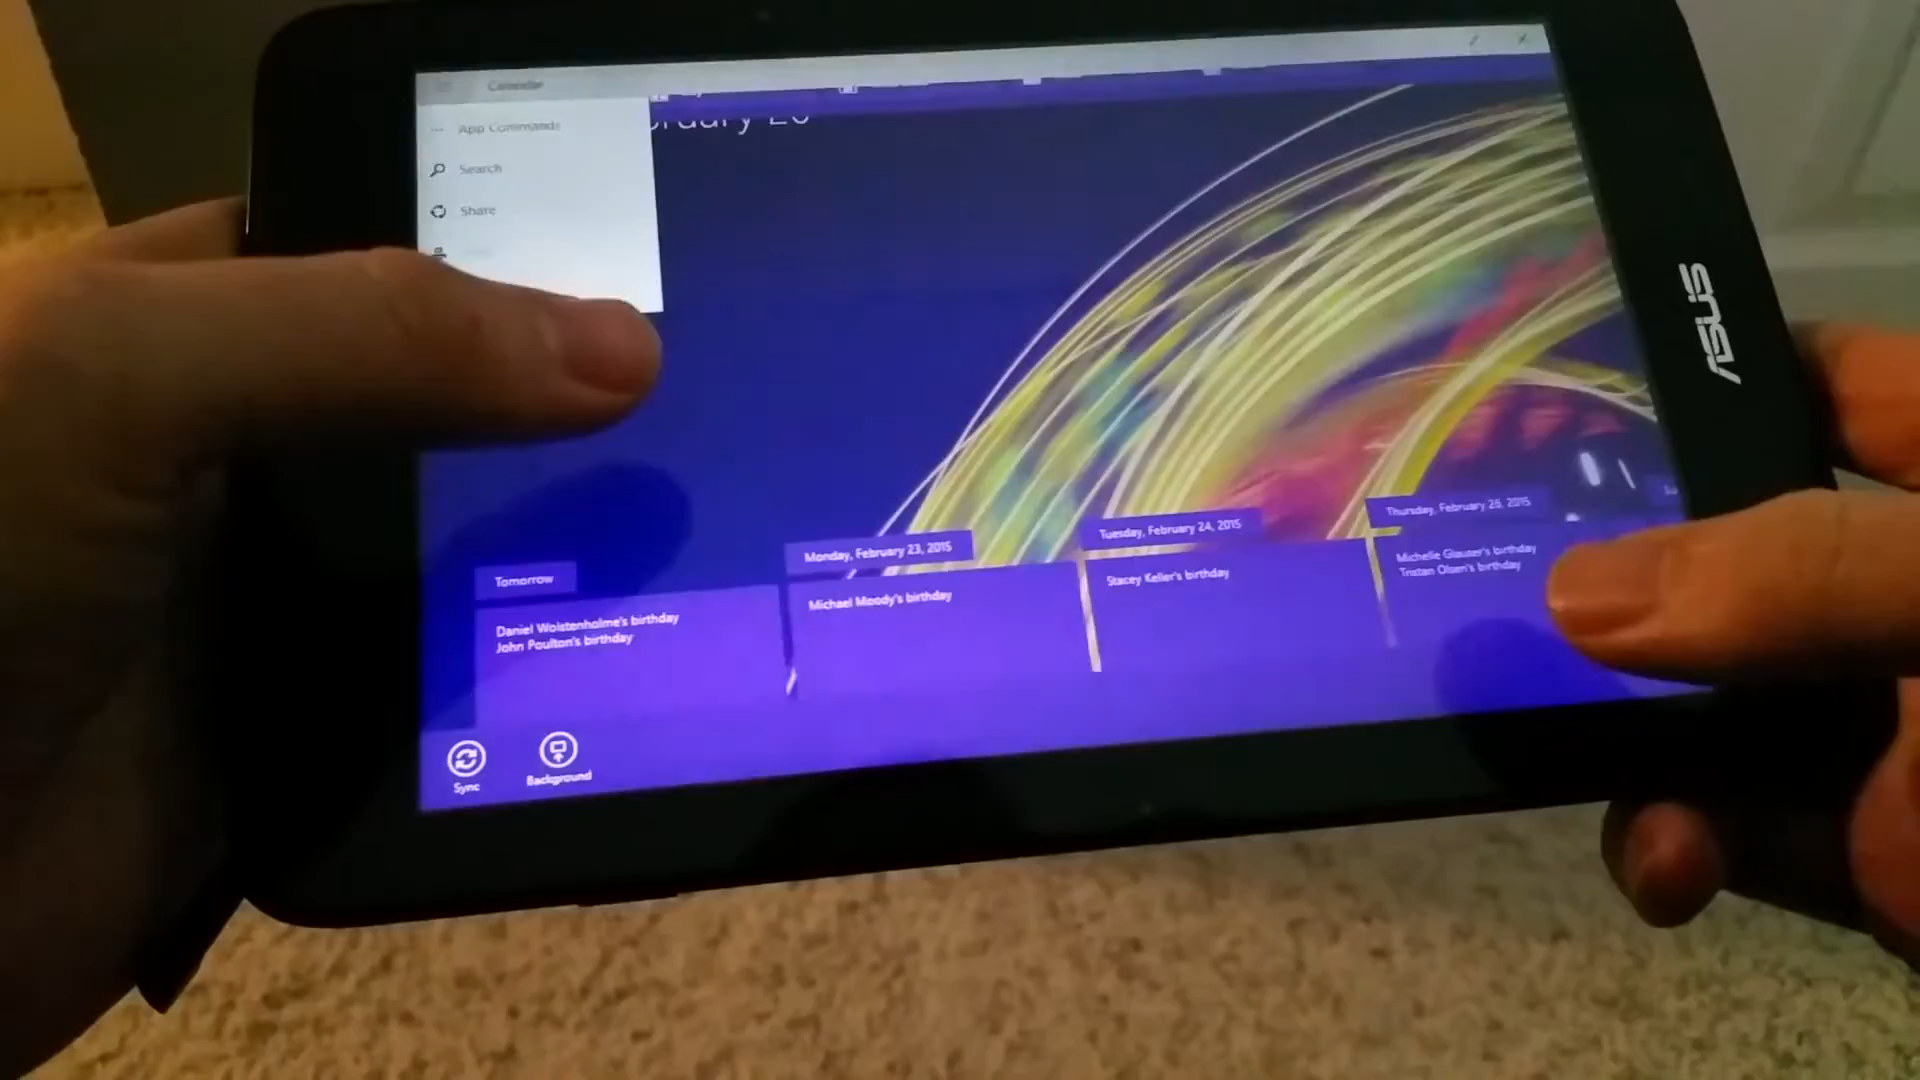 Calendar
App Commands
Search
Share
ASUS
Tomorrow
Daniel Wolstenholme's birthday
John Poulton's birthday
Monday, February 23, 2015
Michael Moody's birthday
Tuesday, February 24, 2015
Stacey Keller's birthday
Thursday, February 26, 2015
Michelle Glauser's birthday
Tristan Olsen's birthday
Sync
Background